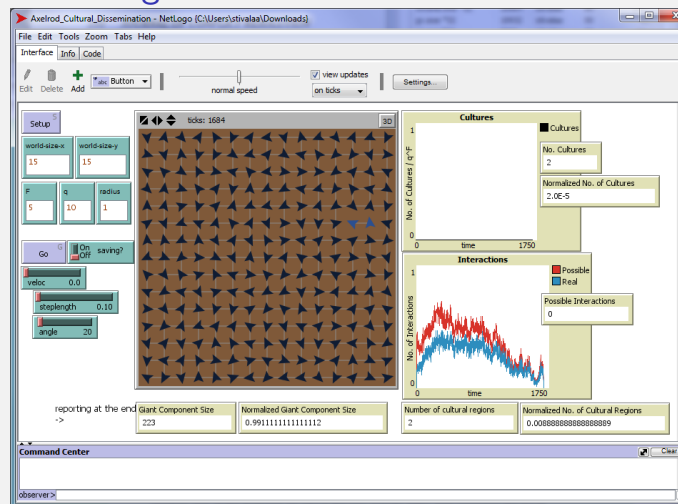 Axelrod_Cultural_Dissemination - NetLogo {C:\Users\stivalaa\Downloads}
File Edit Tools Zoom Tabs Help
Interface Info Code
Edit Delete Add abc Button normal speed view updates on ticks Settings...
Setup S
ticks: 1684 3D
world-size-x world-size-y
15 15
F q radius
5 10 1
Go G On Off saving?
veloc 0.0
steplength 0.10
angle 20
Cultures
1
No. of Cultures / q^F
0 time 1750
Cultures
No. Cultures
2
Normalized No. of Cultures
2.0E-5
Interactions
1
No. of Interactions
0
0 time 1750
Possible
Real
Possible Interactions
0
reporting at the end
->
Giant Component Size
223
Normalized Giant Component Size
0.9911111111111112
Number of cultural regions
2
Normalized No. of Cultural Regions
0.008888888888888889
Command Center Clear
observer>